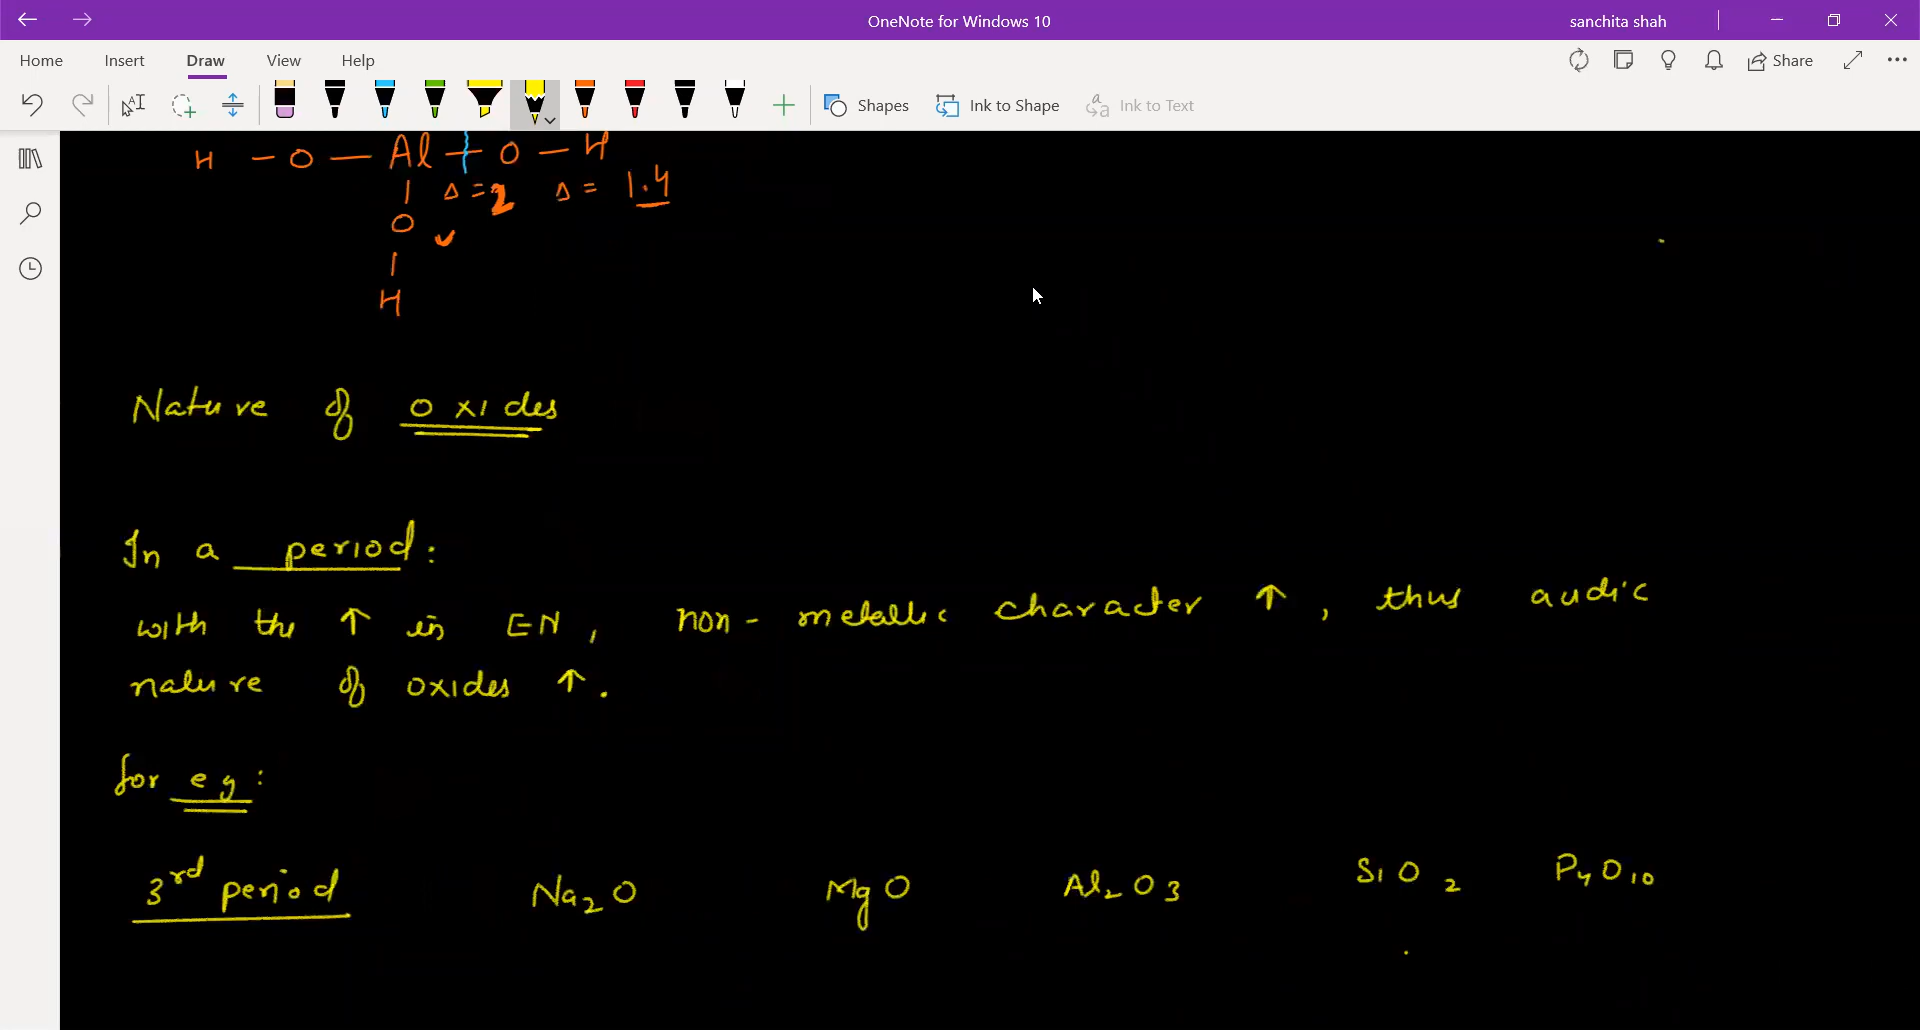 OneNote for Windows 10
sanchita shah
Home Insert Draw View Help
Share
Shapes Ink to Shape Ink to Text
H - O - Al - O - H
Δ = 2 Δ = 1.4
O
H
Nature of oxides
In a period:
with the ↑ in EN, non-metallic character ↑, thus acidic
nature of oxides ↑.
for eg:
3rd period Na2O MgO Al2O3 SiO2 P4O10